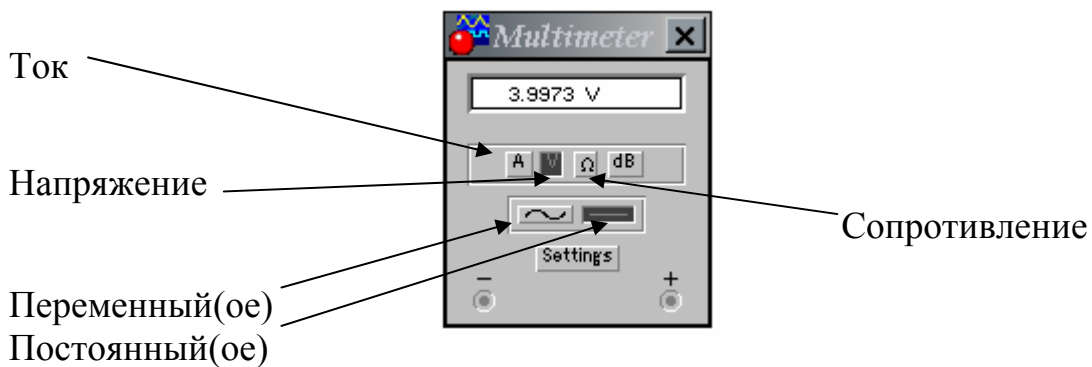 Multimeter
Ток
3.9973 V
A V Ω dB
Напряжение
Сопротивление
Settings
- +
Переменный(ое)
Постоянный(ое)